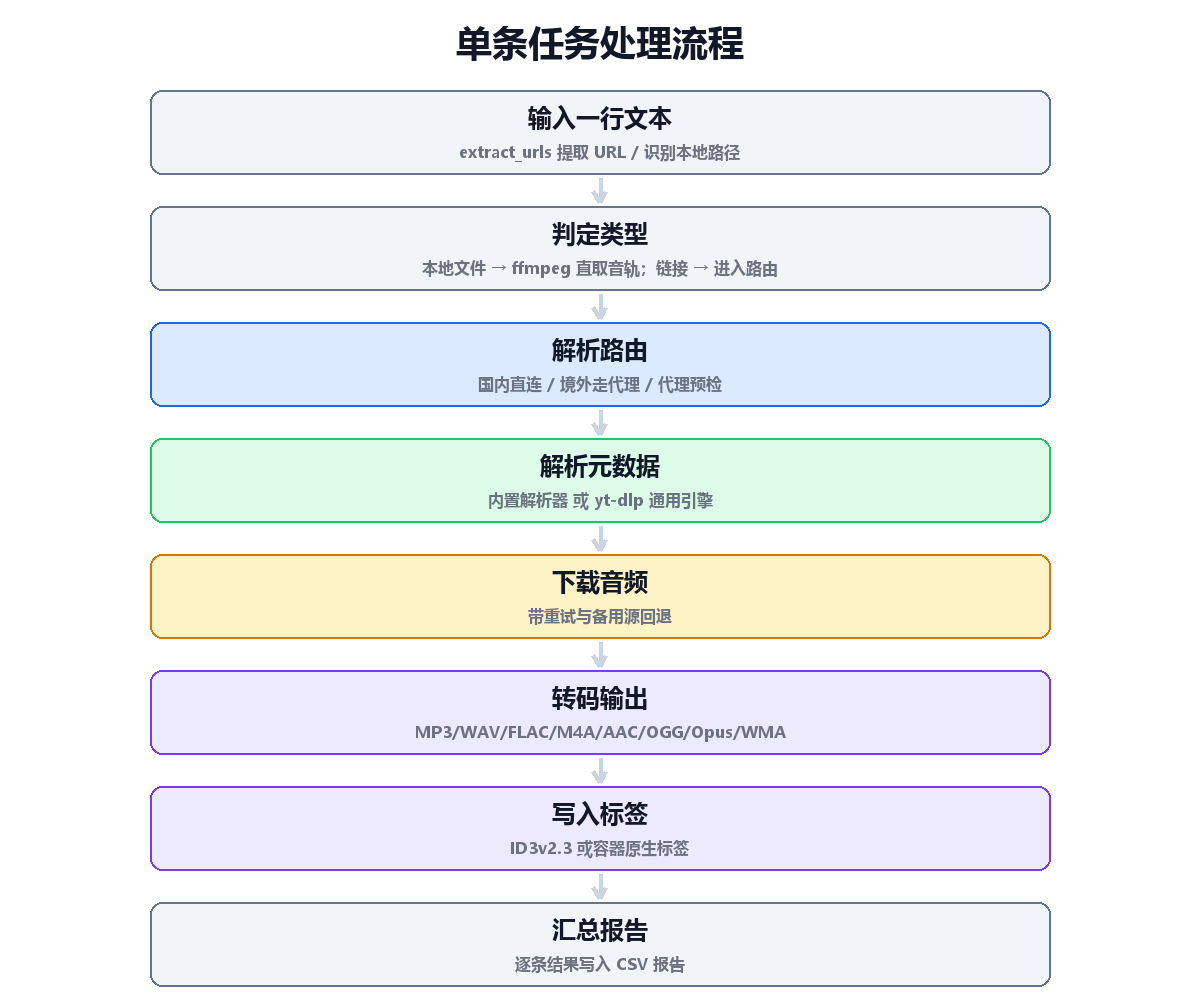 单条任务处理流程
输入一行文本
extract_urls 提取 URL / 识别本地路径
判定类型
本地文件 → ffmpeg 直取音轨；链接 → 进入路由
解析路由
国内直连 / 境外走代理 / 代理预检
解析元数据
内置解析器 或 yt-dlp 通用引擎
下载音频
带重试与备用源回退
转码输出
MP3/WAV/FLAC/M4A/AAC/OGG/Opus/WMA
写入标签
ID3v2.3 或容器原生标签
汇总报告
逐条结果写入 CSV 报告